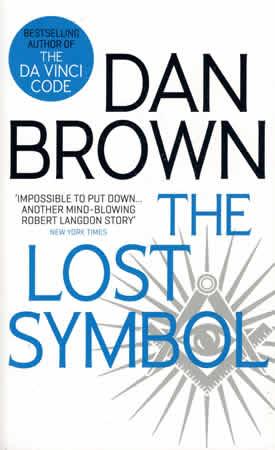 BESTSELLING
AUTHOR OF
THE
DA VINCI
CODE
DAN
BROWN
'IMPOSSIBLE TO PUT DOWN...
ANOTHER MIND-BLOWING
ROBERT LANGDON STORY'
NEW YORK TIMES
THE
LOST
SYMBOL